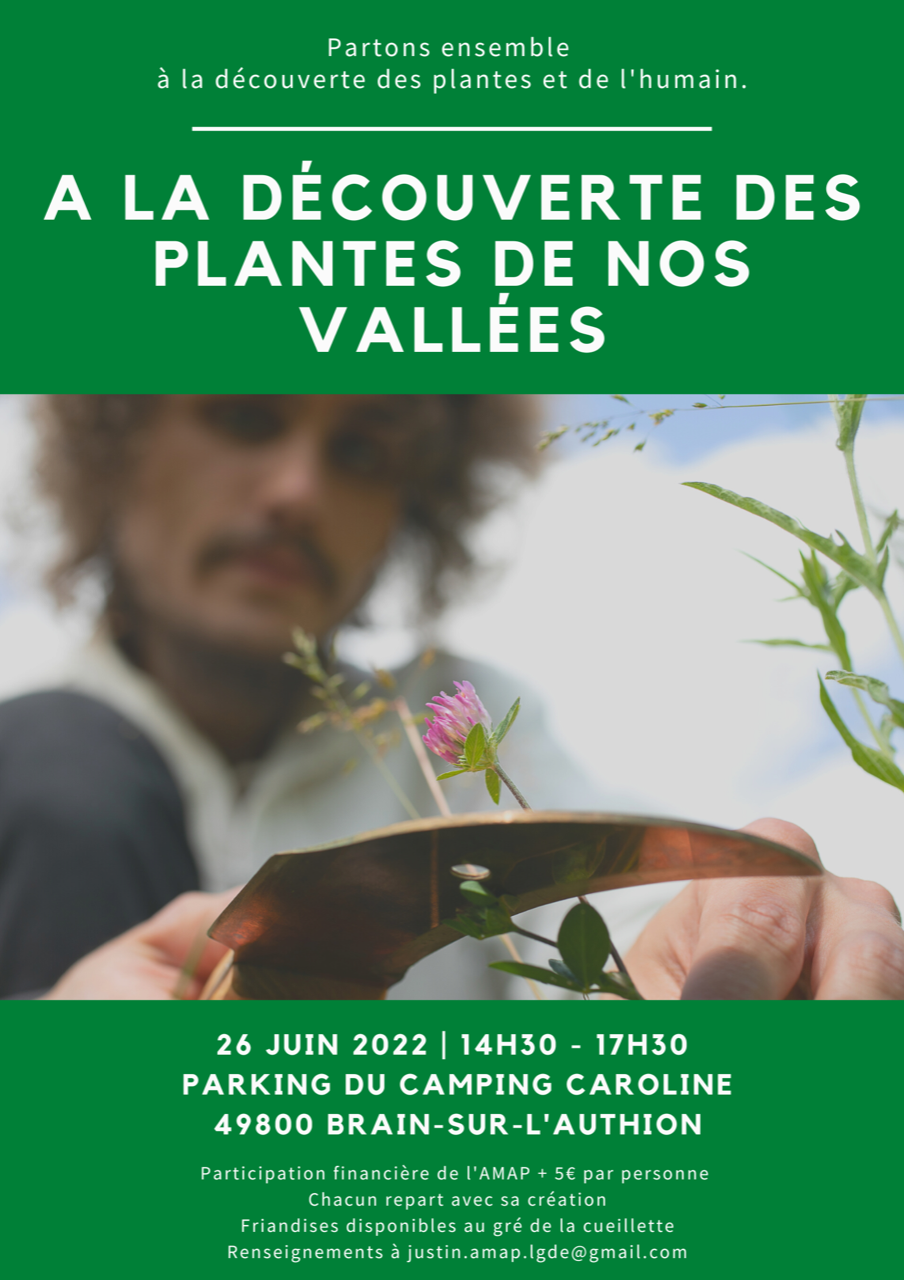 Partons ensemble
à la découverte des plantes et de l'humain.
A LA DÉCOUVERTE DES
PLANTES DE NOS
VALLÉES
26 JUIN 2022 | 14H30 - 17H30
PARKING DU CAMPING CAROLINE
49800 BRAIN-SUR-L'AUTHION
Participation financière de l'AMAP + 5€ par personne
Chacun repart avec sa création
Friandises disponibles au gré de la cueillette
Renseignements à justin.amap.lgde@gmail.com